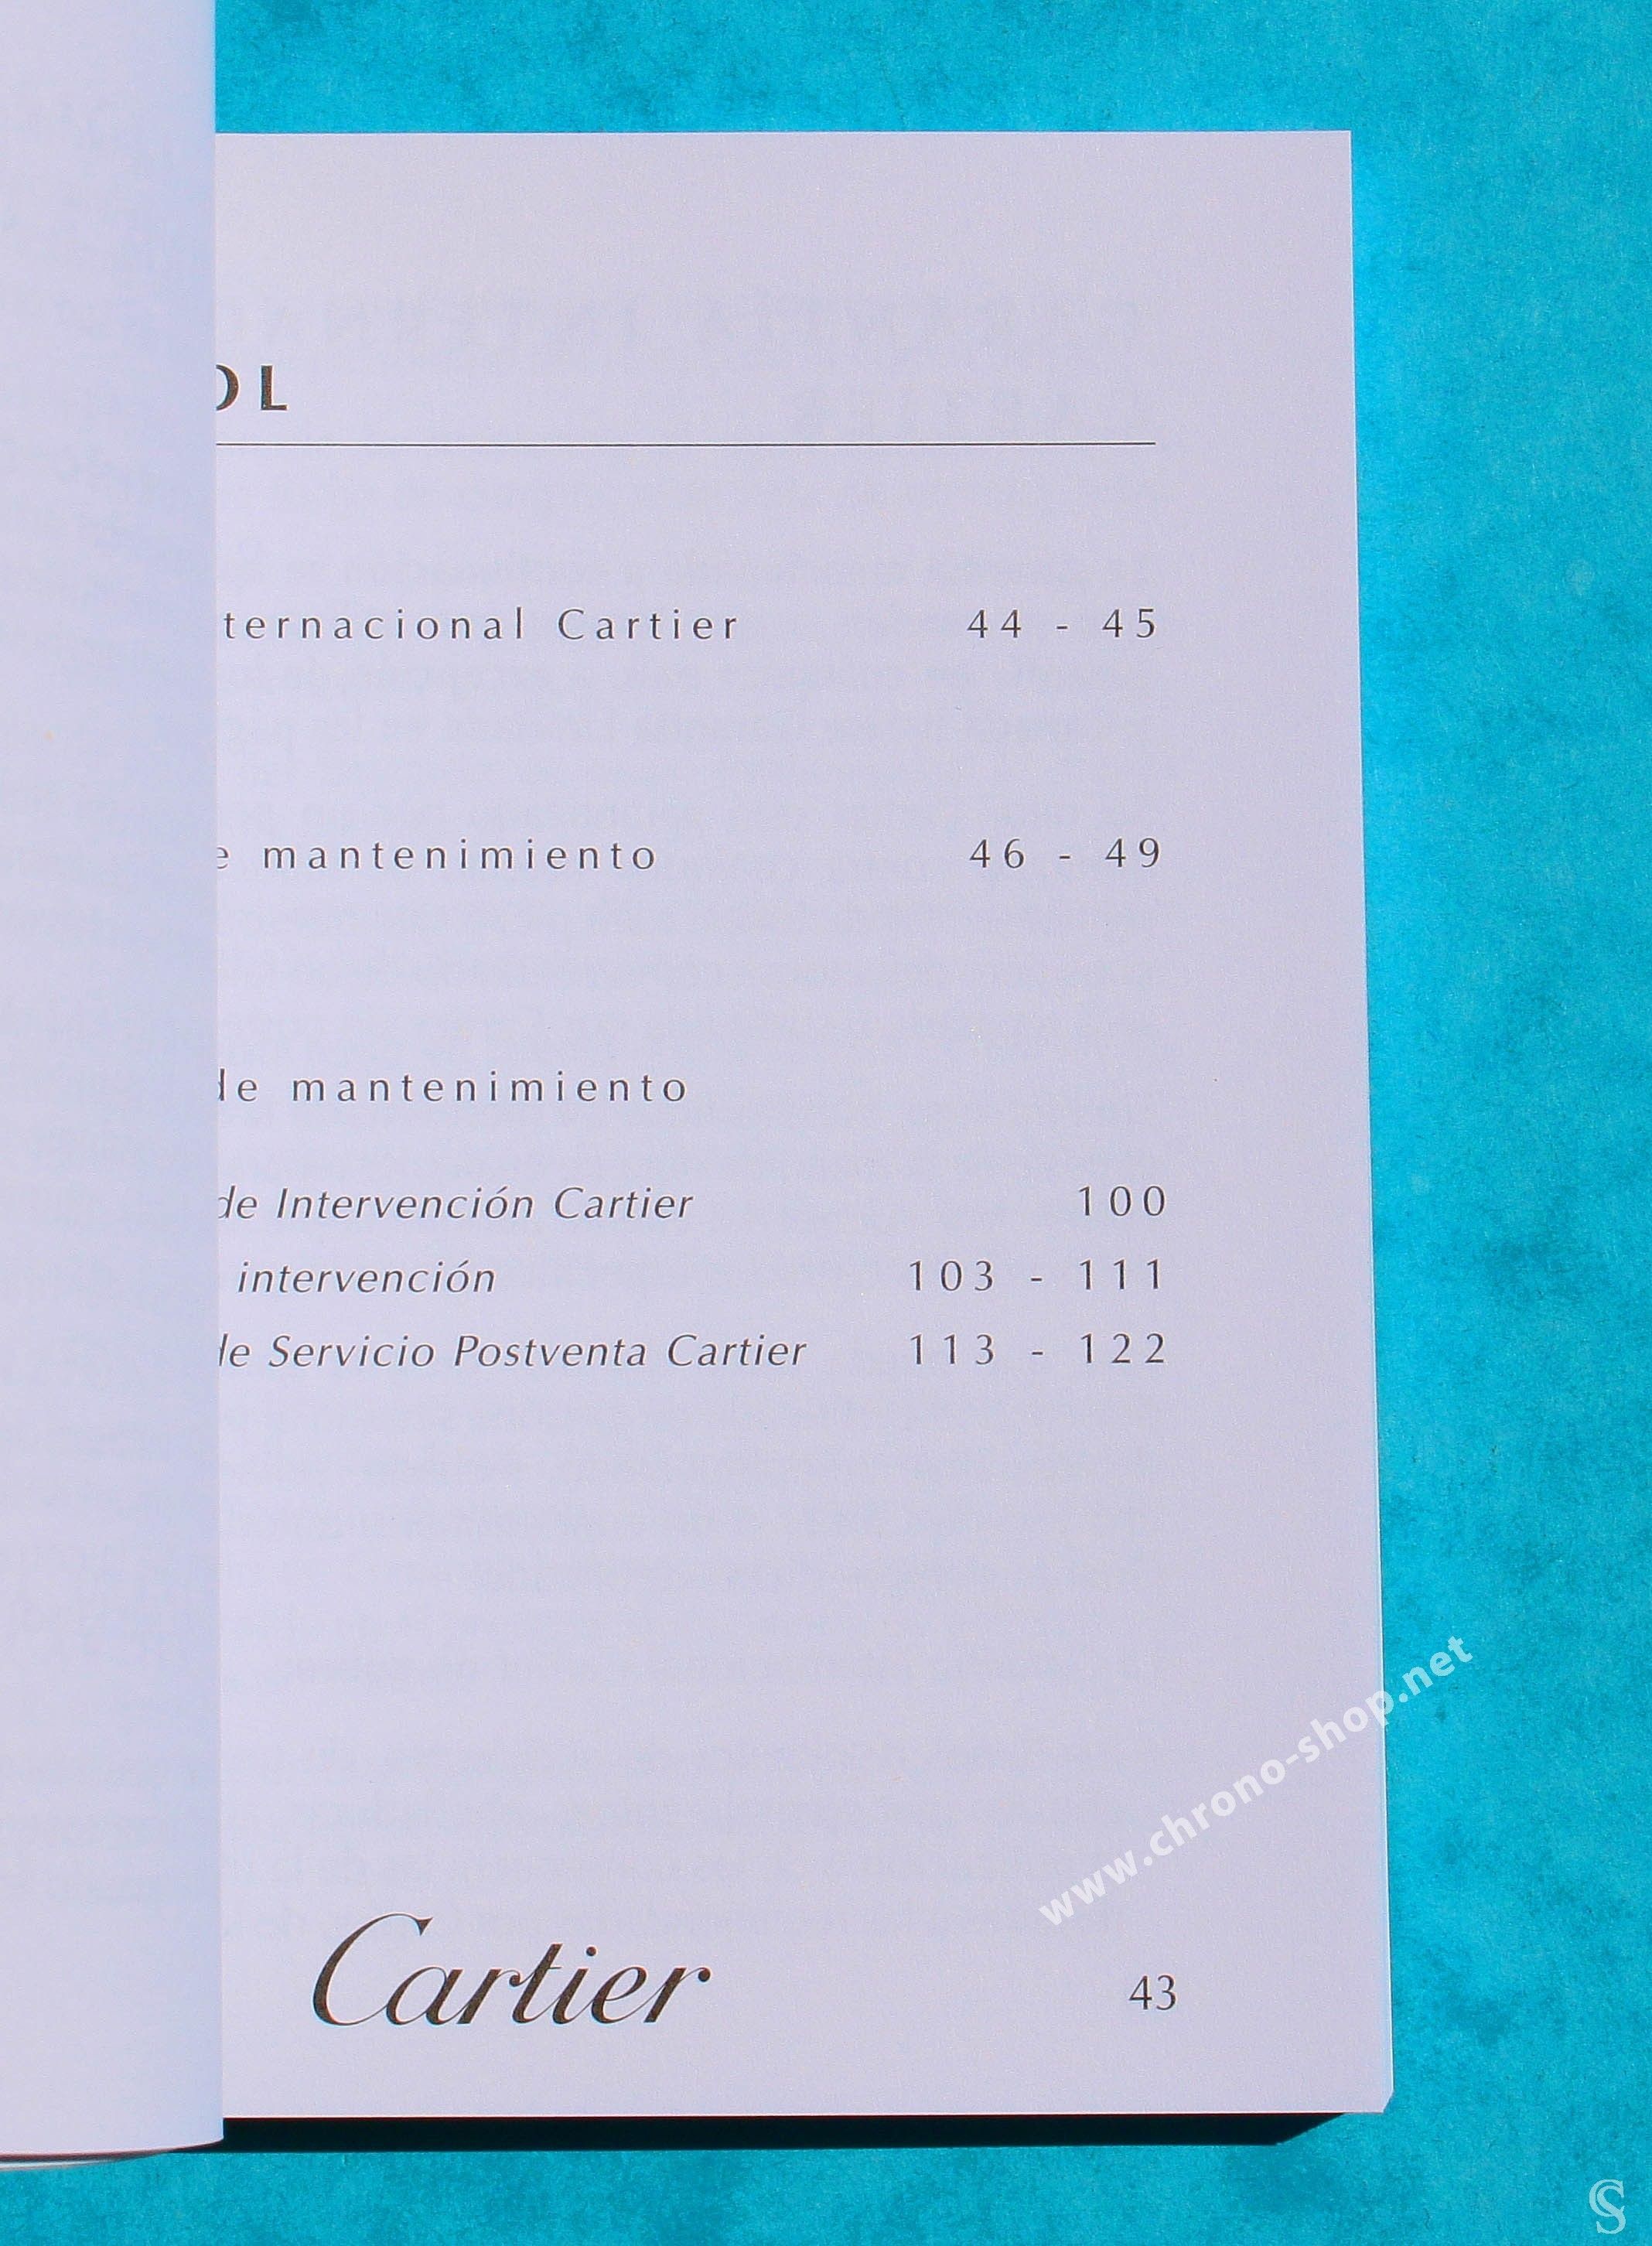 OL
ternacional Cartier 44 - 45
e mantenimiento 46 - 49
de mantenimiento
de Intervención Cartier 100
intervención 103 - 111
de Servicio Postventa Cartier 113 - 122
www.chrono-shop.net
Cartier 43